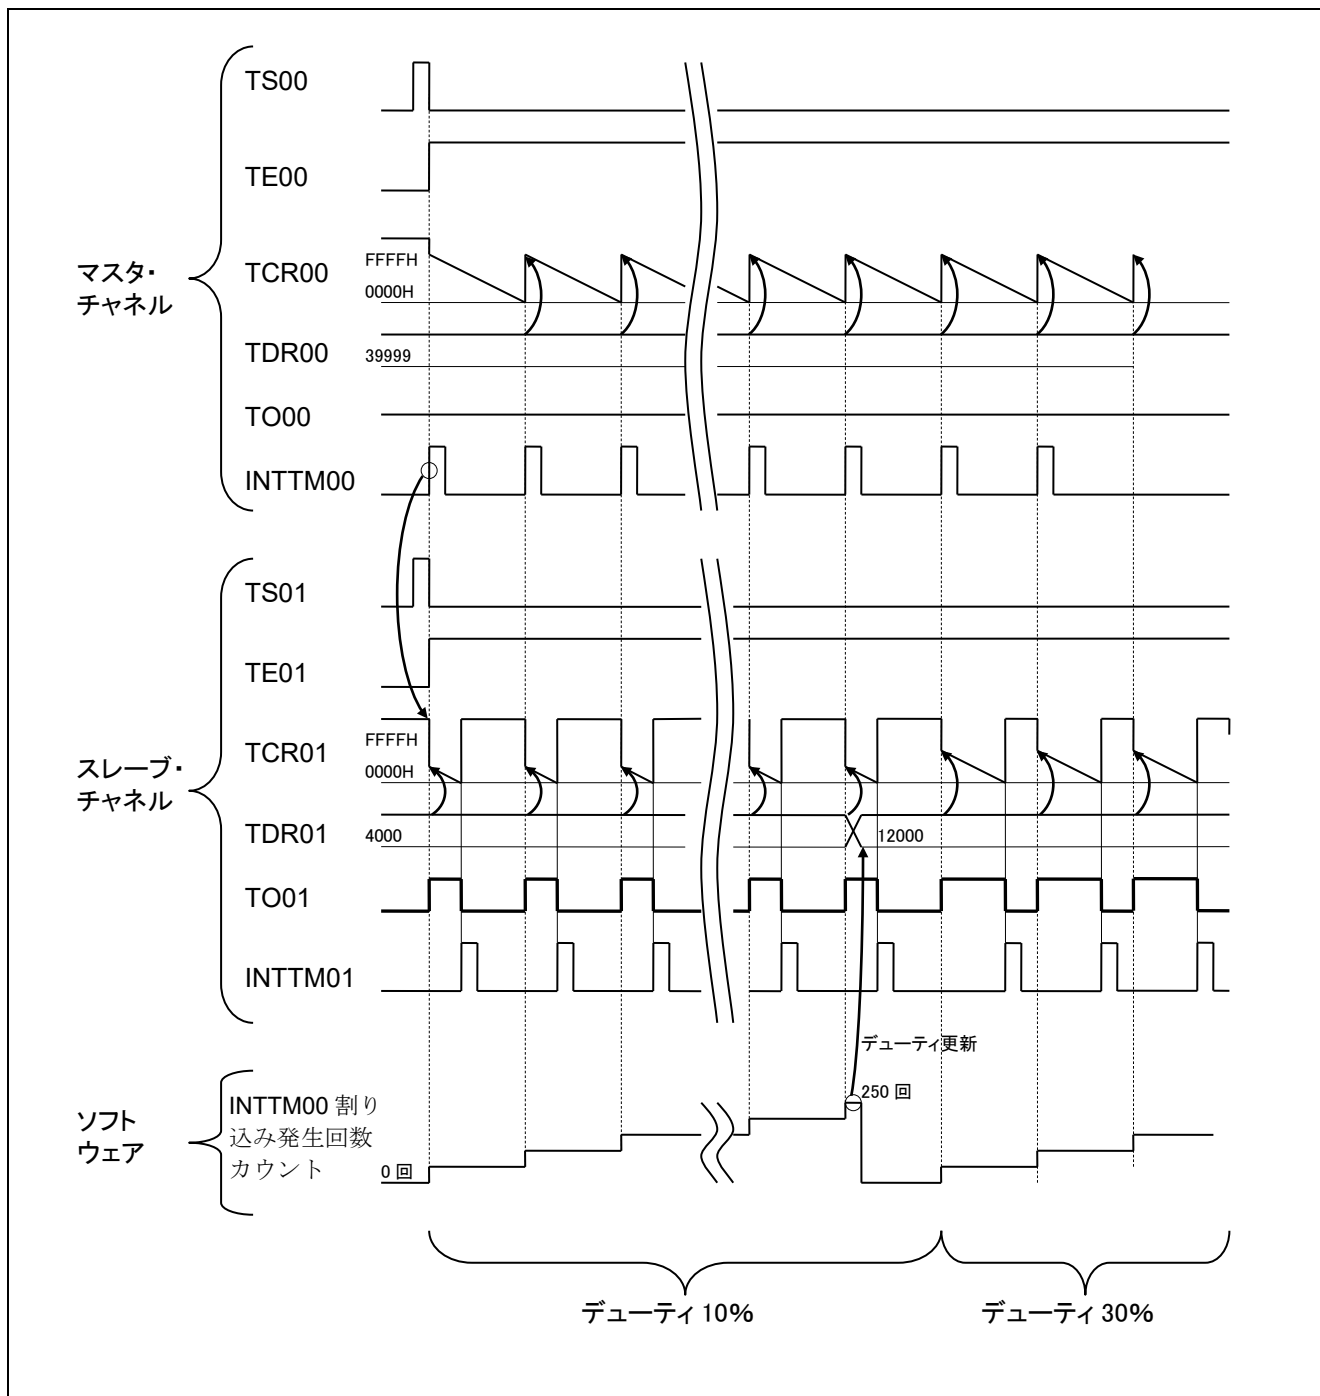 TS00
TE00
マスタ・
チャネル
TCR00
FFFFH
0000H
TDR00
39999
TO00
INTTM00
TS01
TE01
スレーブ・
チャネル
TCR01
FFFFH
0000H
TDR01
4000
12000
TO01
INTTM01
デューティ更新
ソフト
ウェア
INTTM00 割り
込み発生回数
カウント
0 回
250 回
デューティ 10%
デューティ 30%